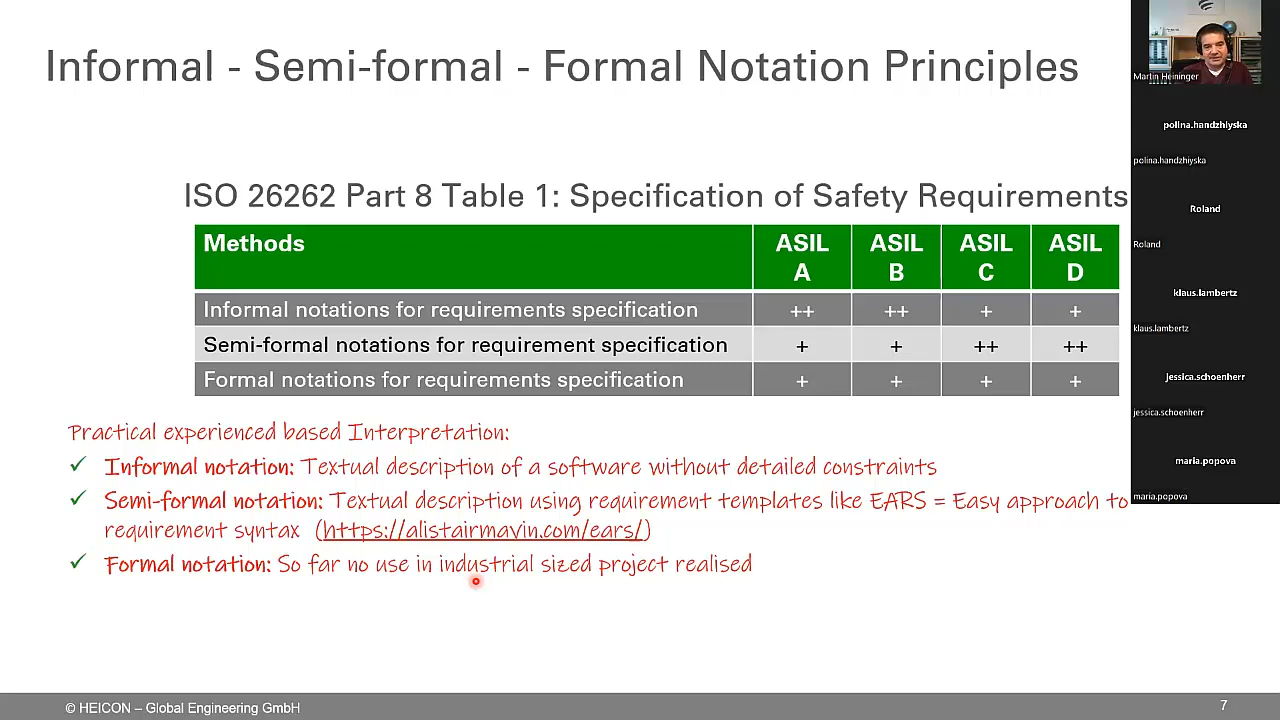 Informal - Semi-formal - Formal Notation Principles
ISO 26262 Part 8 Table 1: Specification of Safety Requirements
Methods ASIL A ASIL B ASIL C ASIL D
Informal notations for requirements specification ++ ++ + +
Semi-formal notations for requirement specification + + ++ ++
Formal notations for requirements specification + + + +
Practical experienced based Interpretation:
✓ Informal notation: Textual description of a software without detailed constraints
✓ Semi-formal notation: Textual description using requirement templates like EARS = Easy approach to
requirement syntax (https://alistairmavin.com/ears/)
✓ Formal notation: So far no use in industrial sized project realised
© HEICON – Global Engineering GmbH
7
Martin Heininger
polina.handzhiyska
polina.handzhiyska
Roland
Roland
klaus.lambertz
klaus.lambertz
jessica.schoenherr
jessica.schoenherr
maria.popova
maria.popova